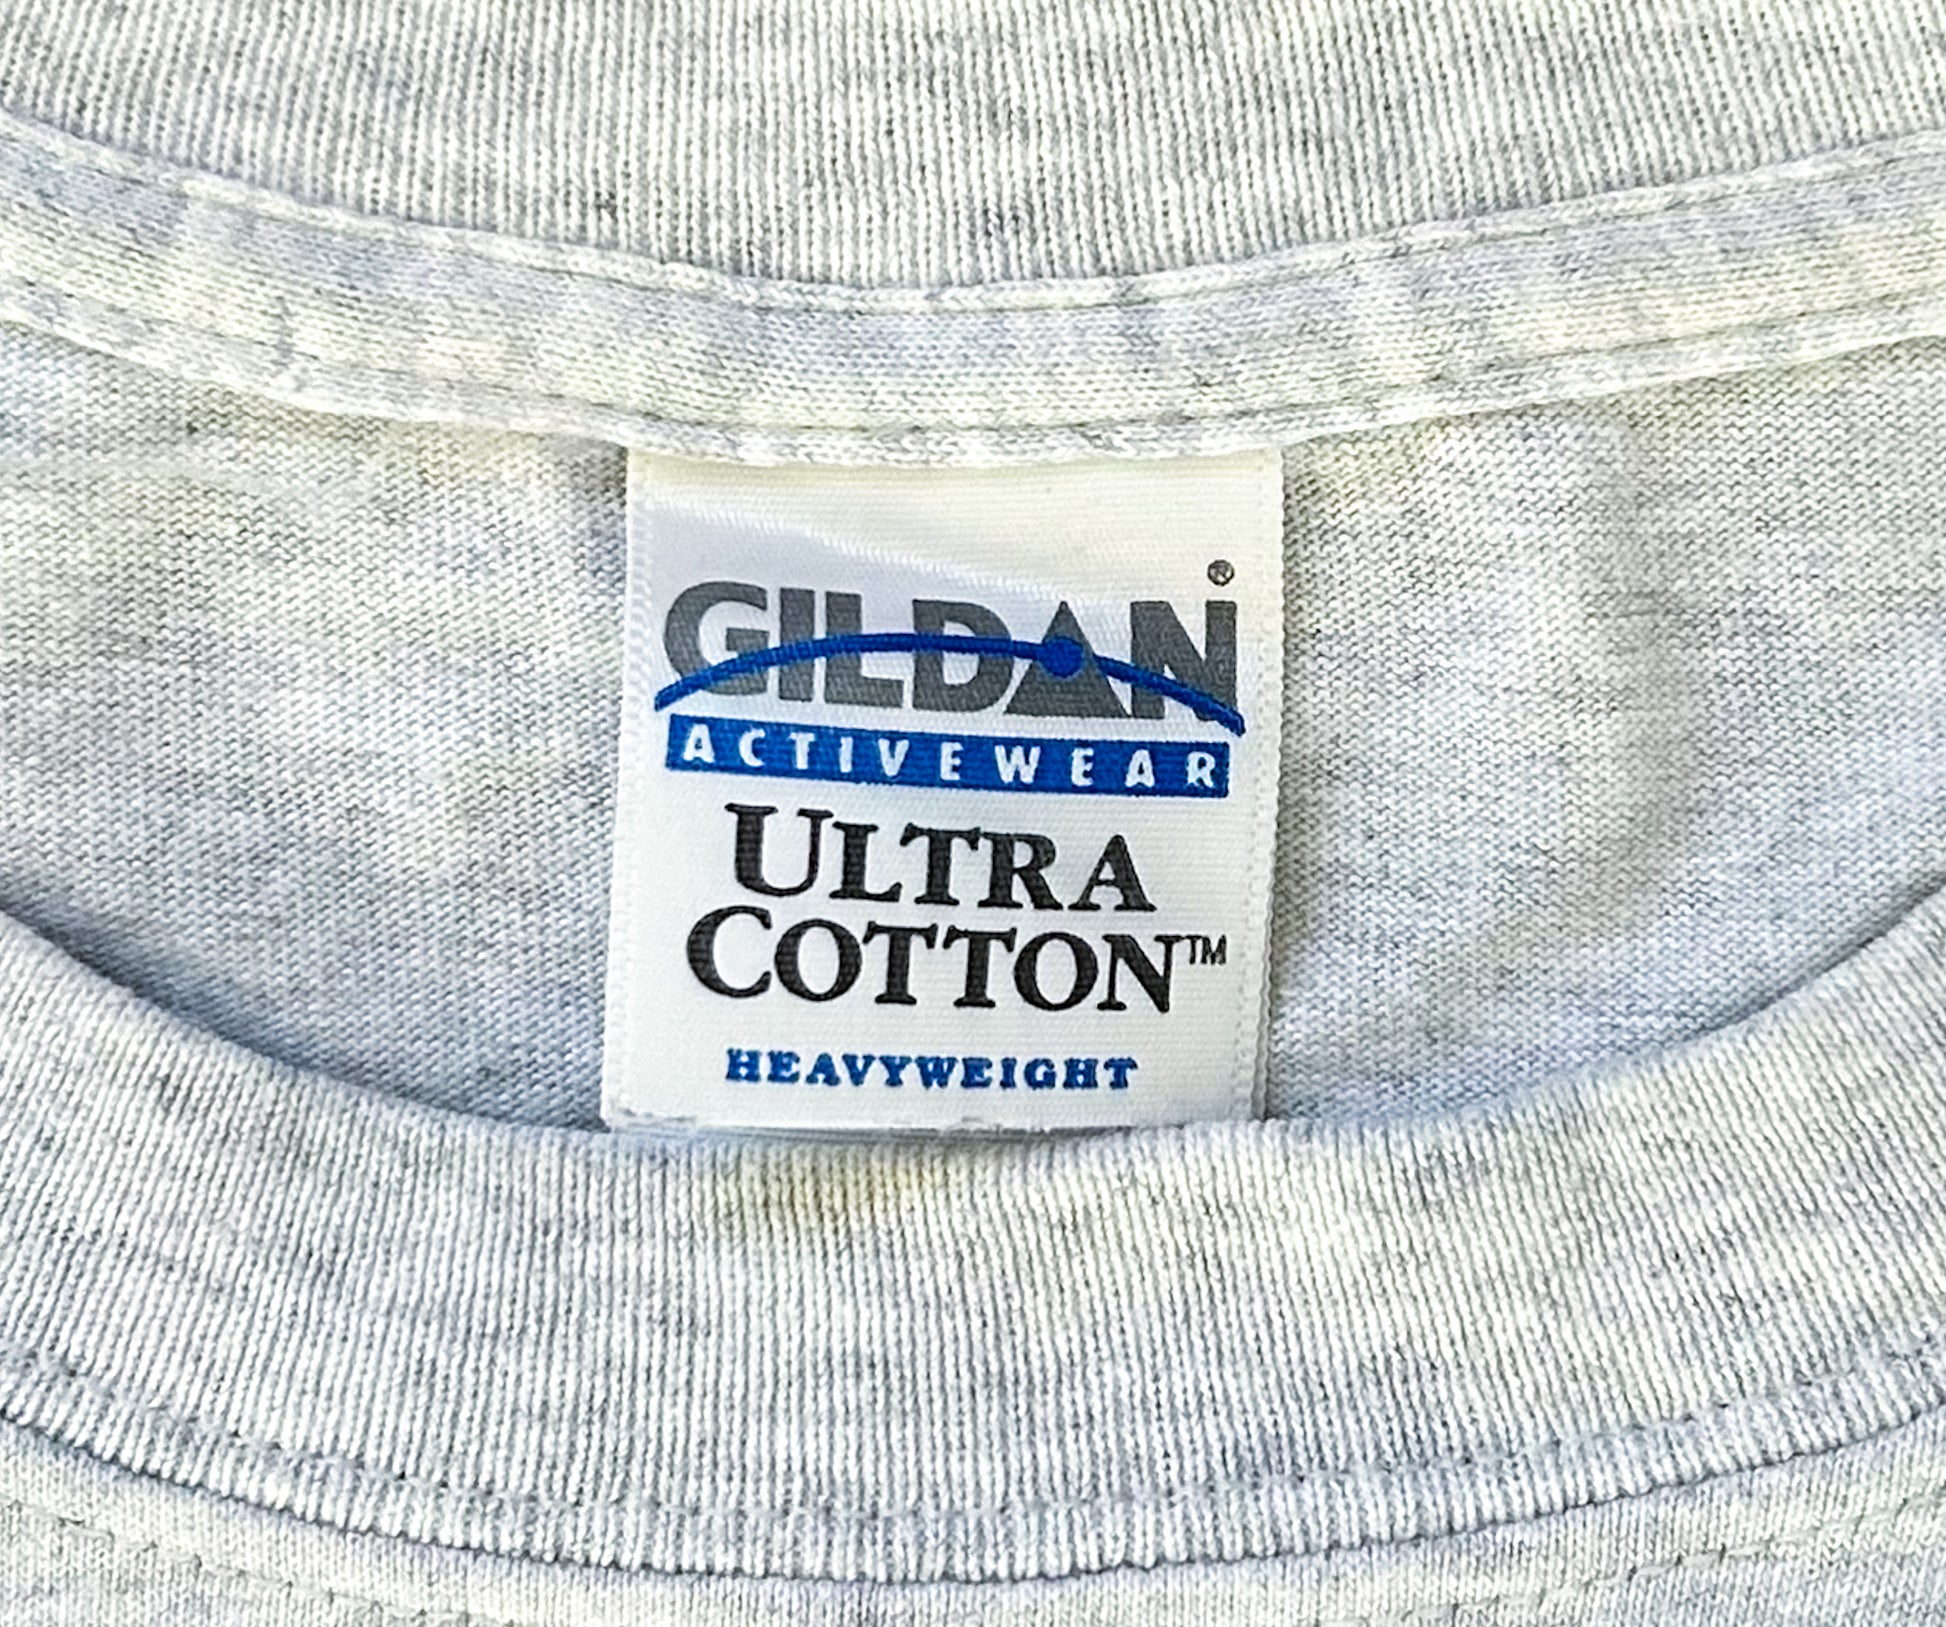 GILDAN®
ACTIVEWEAR
ULTRA
COTTON™
HEAVYWEIGHT